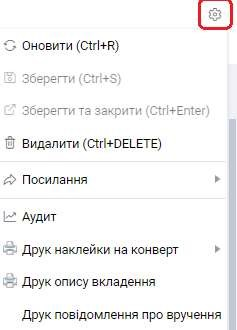 Оновити (Ctrl+R)
Зберегти (Ctrl+S)
Зберегти та закрити (Ctrl+Enter)
Видалити (Ctrl+DELETE)
Посилання
Аудит
Друк наклейки на конверт
Друк опису вкладення
Друк повідомлення про вручення